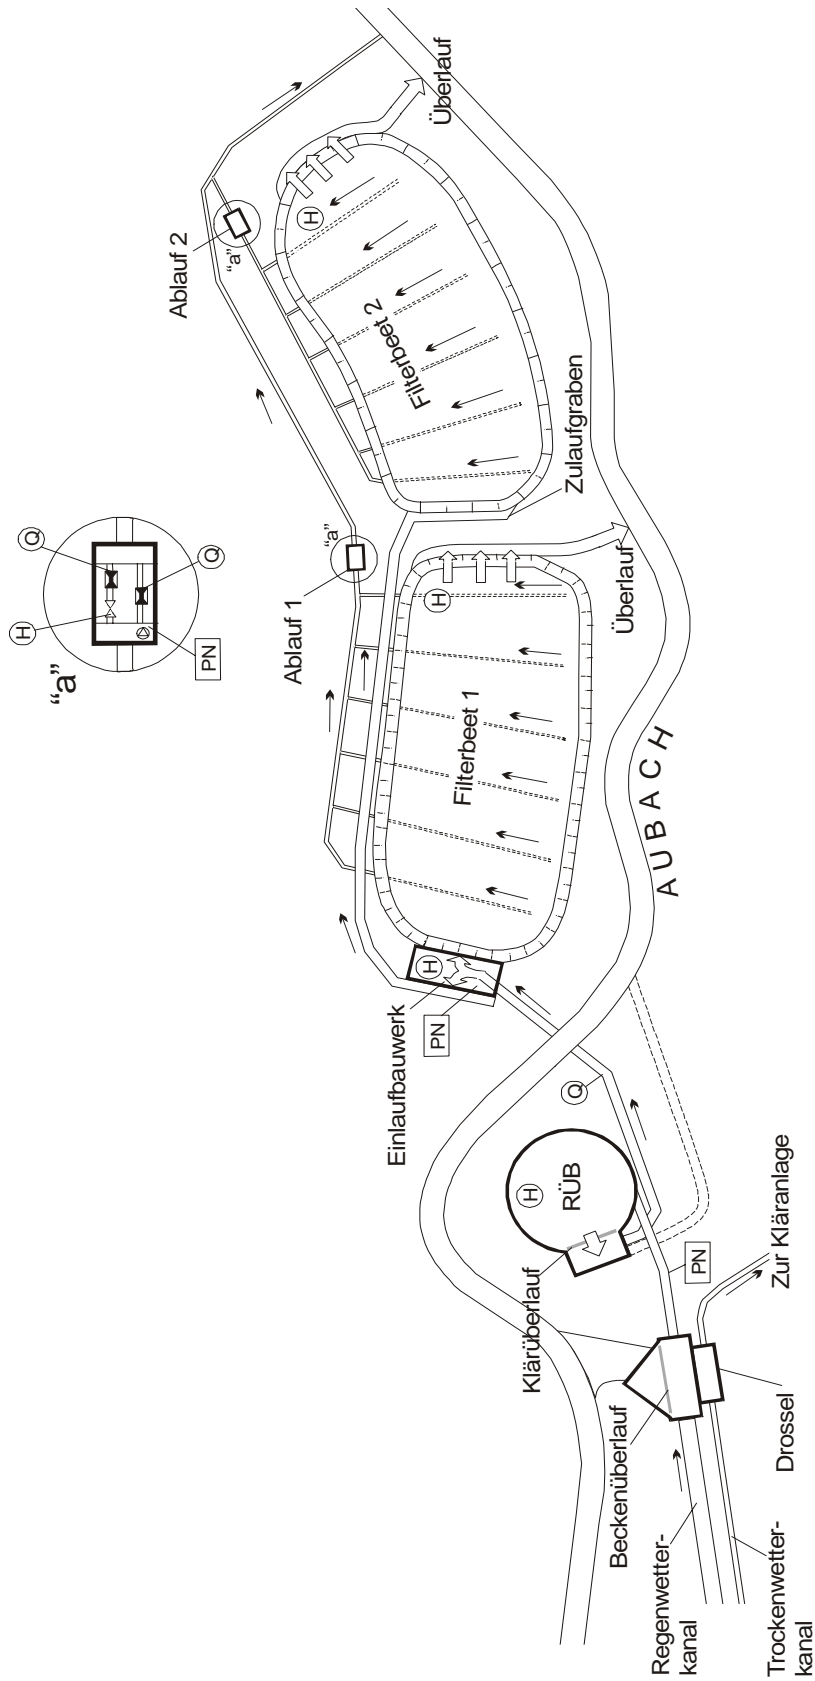 Regenwetter-
kanal
Trockenwetter-
kanal
Beckenüberlauf
Drossel
Klärüberlauf
Zur Kläranlage
PN
RÜB
H
Q
Einlaufbauwerk
PN
H
AUBACH
Filterbeet 1
H
Überlauf
Ablauf 1
“a”
Zulaufgraben
Filterbeet 2
H
Überlauf
Ablauf 2
“a”
“a”
H
PN
Q
Q